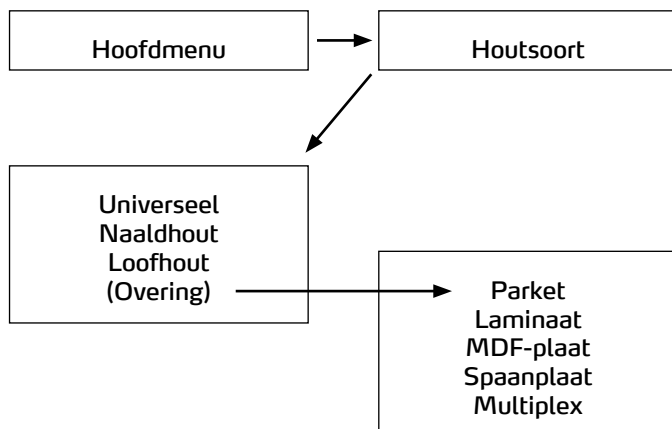 Hoofdmenu
Houtsoort
Universeel
Naaldhout
Loofhout
(Overing)
Parket
Laminaat
MDF-plaat
Spaanplaat
Multiplex